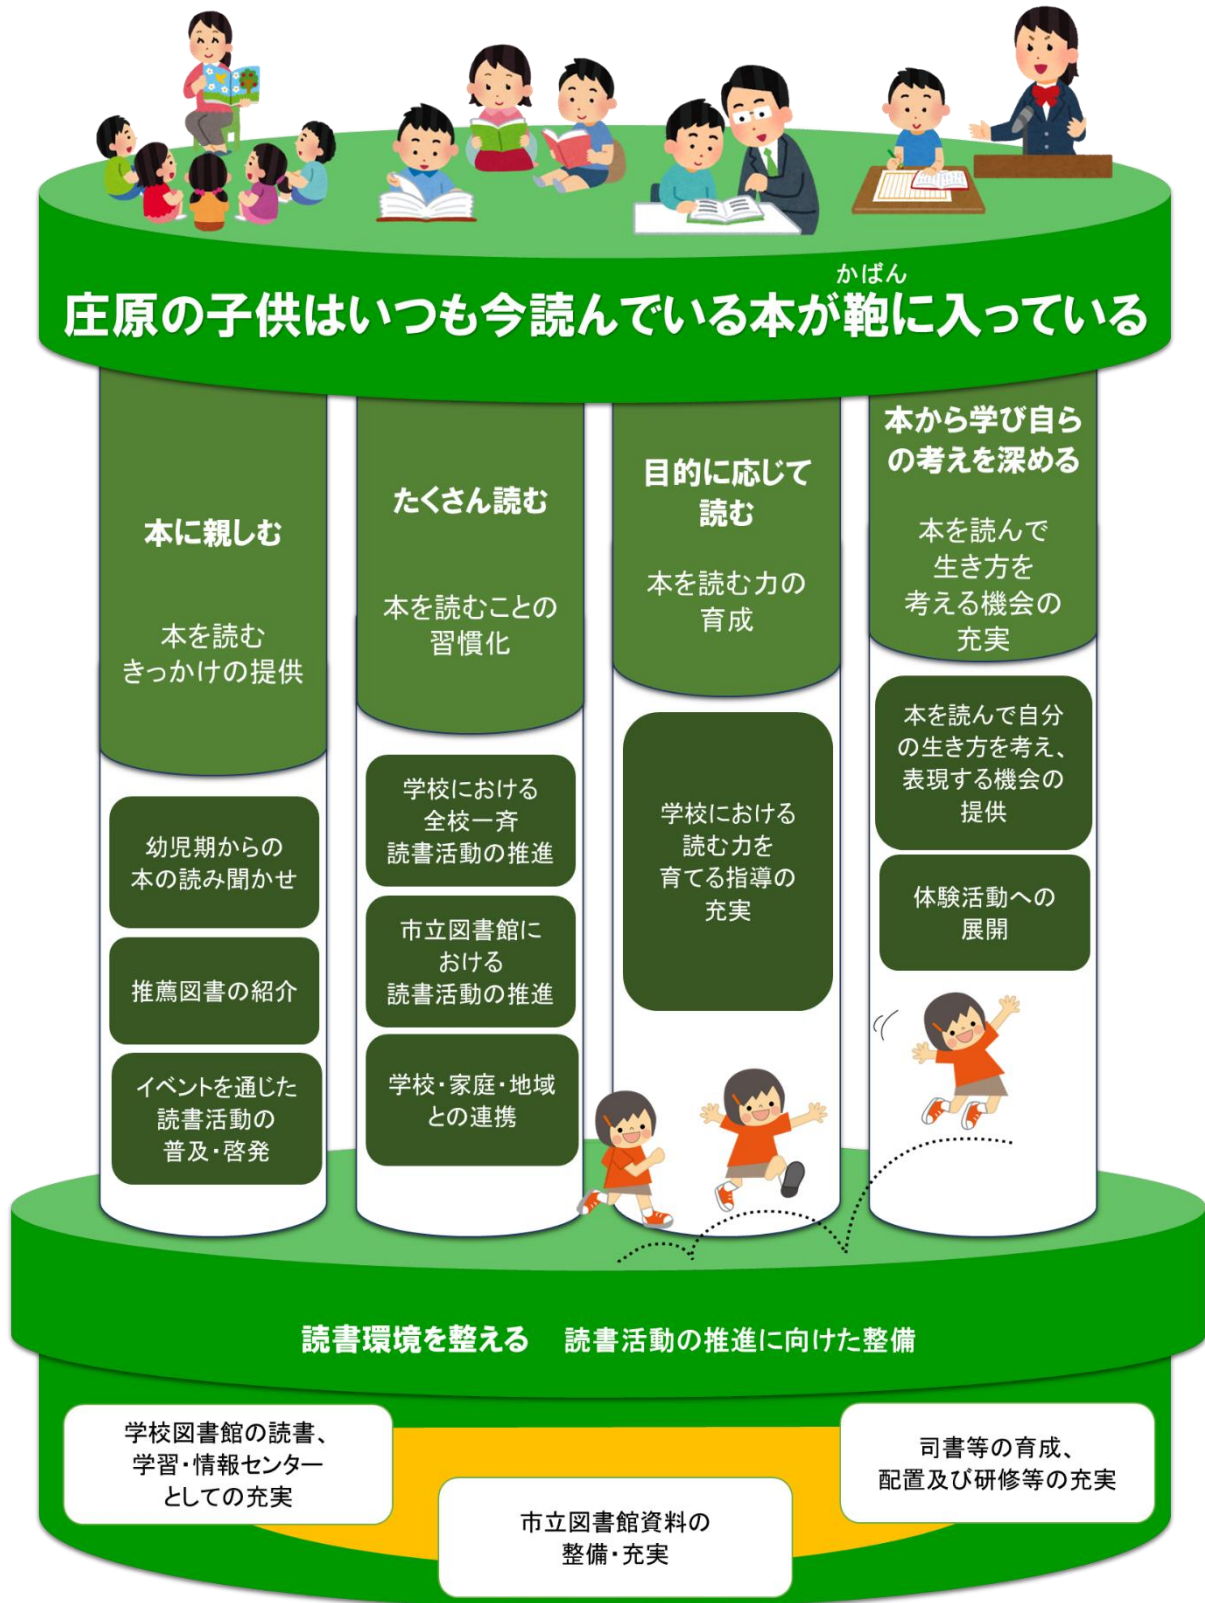 かばん
庄原の子供はいつも今読んでいる本が鞄に入っている
本に親しむ
本を読む
きっかけの提供
幼児期からの
本の読み聞かせ
推薦図書の紹介
イベントを通じた
読書活動の
普及・啓発
たくさん読む
本を読むことの
習慣化
学校における
全校一斉
読書活動の推進
市立図書館に
おける
読書活動の推進
学校・家庭・地域
との連携
目的に応じて
読む
本を読む力の
育成
学校における
読む力を
育てる指導の
充実
本から学び自ら
の考えを深める
本を読んで
生き方を
考える機会の
充実
本を読んで自分
の生き方を考え、
表現する機会の
提供
体験活動への
展開
読書環境を整える 読書活動の推進に向けた整備
学校図書館の読書、
学習・情報センター
としての充実
市立図書館資料の
整備・充実
司書等の育成、
配置及び研修等の充実